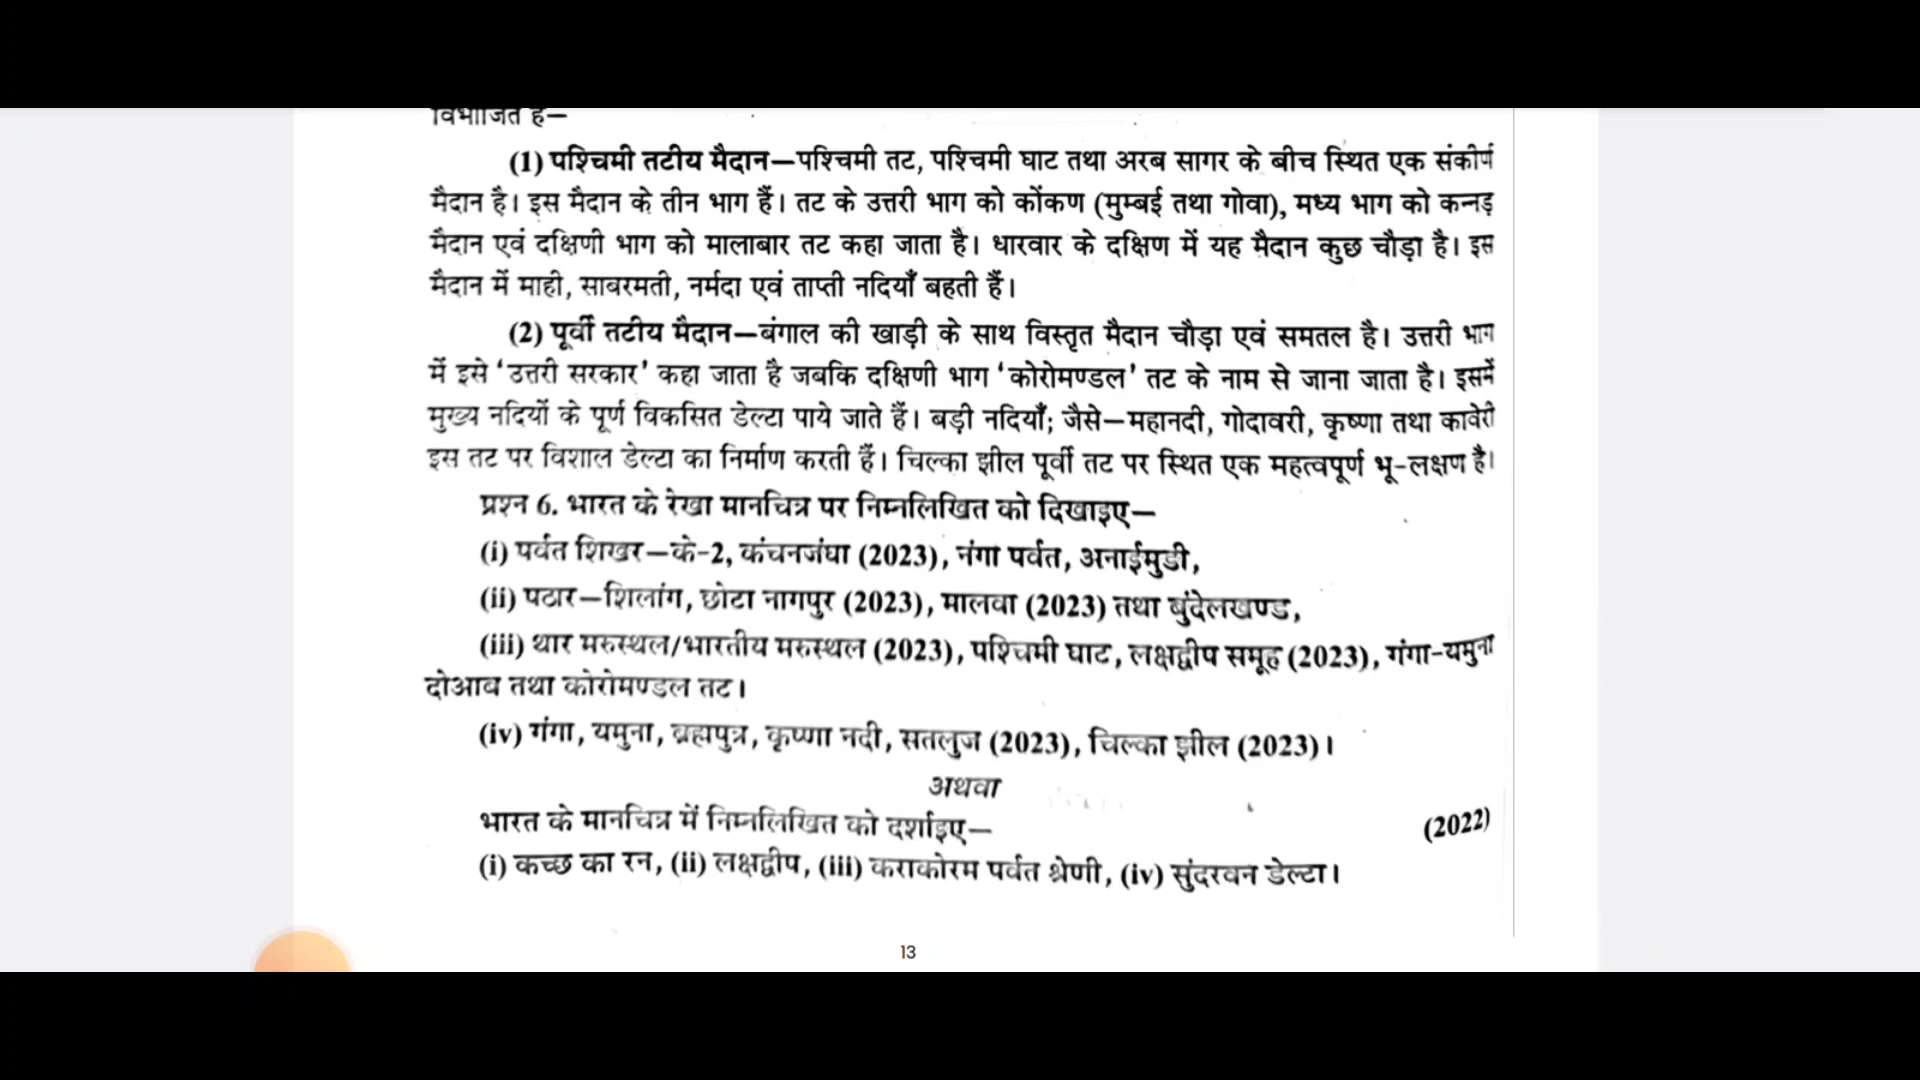 विभाजित है—
(1) पश्चिमी तटीय मैदान—पश्चिमी तट, पश्चिमी घाट तथा अरब सागर के बीच स्थित एक संकीर्ण
मैदान है। इस मैदान के तीन भाग हैं। तट के उत्तरी भाग को कोंकण (मुम्बई तथा गोवा), मध्य भाग को कन्नड़
मैदान एवं दक्षिणी भाग को मालाबार तट कहा जाता है। धारवार के दक्षिण में यह मैदान कुछ चौड़ा है। इस
मैदान में माही, साबरमती, नर्मदा एवं ताप्ती नदियाँ बहती हैं।
(2) पूर्वी तटीय मैदान—बंगाल की खाड़ी के साथ विस्तृत मैदान चौड़ा एवं समतल है। उत्तरी भाग
में इसे ‘उत्तरी सरकार’ कहा जाता है जबकि दक्षिणी भाग ‘कोरोमण्डल’ तट के नाम से जाना जाता है। इसमें
मुख्य नदियों के पूर्ण विकसित डेल्टा पाये जाते हैं। बड़ी नदियाँ; जैसे—महानदी, गोदावरी, कृष्णा तथा कावेरी
इस तट पर विशाल डेल्टा का निर्माण करती हैं। चिल्का झील पूर्वी तट पर स्थित एक महत्वपूर्ण भू-लक्षण है।
प्रश्न 6. भारत के रेखा मानचित्र पर निम्नलिखित को दिखाइए—
(i) पर्वत शिखर—के-2, कंचनजंघा (2023), नंगा पर्वत, अनाईमुडी,
(ii) पठार—शिलांग, छोटा नागपुर (2023), मालवा (2023) तथा बुंदेलखण्ड,
(iii) थार मरुस्थल/भारतीय मरुस्थल (2023), पश्चिमी घाट, लक्षद्वीप समूह (2023), गंगा-यमुना
दोआब तथा कोरोमण्डल तट।
(iv) गंगा, यमुना, ब्रह्मपुत्र, कृष्णा नदी, सतलुज (2023), चिल्का झील (2023)।
अथवा
भारत के मानचित्र में निम्नलिखित को दर्शाइए— (2022)
(i) कच्छ का रन, (ii) लक्षद्वीप, (iii) कराकोरम पर्वत श्रेणी, (iv) सुंदरवन डेल्टा।
13